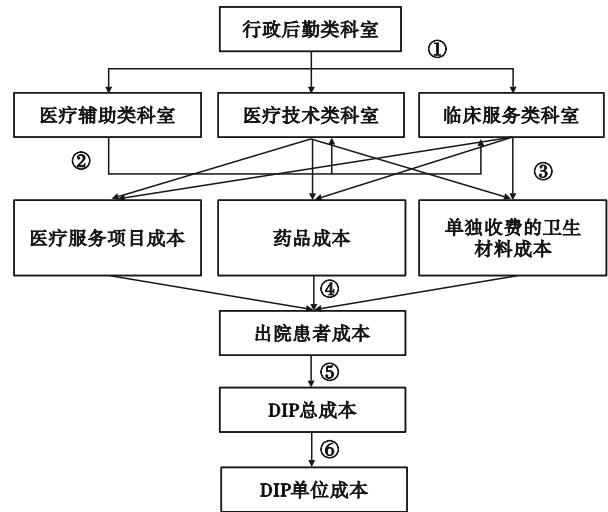 行政后勤类科室
①
医疗辅助类科室
医疗技术类科室
临床服务类科室
②
③
医疗服务项目成本
药品成本
单独收费的卫生
材料成本
④
出院患者成本
⑤
DIP总成本
⑥
DIP单位成本